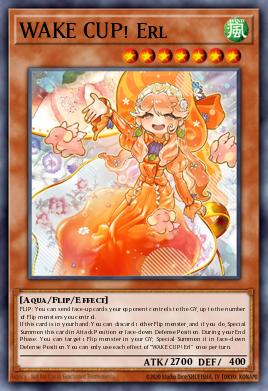 WAKE CUP! ERL
WIND
風
[AQUA/FLIP/EFFECT]
FLIP: You can send face-up cards your opponent controls to the GY, up to the number
of Flip monsters you control.
If this card is in your hand: You can discard 1 other Flip monster, and if you do, Special
Summon this card in Attack Position or face-down Defense Position. During your End
Phase: You can target 1 Flip monster in your GY; Special Summon it in face-down
Defense Position. You can only use each effect of "WAKE CUP! Erl" once per turn.
ATK/2700 DEF/ 400